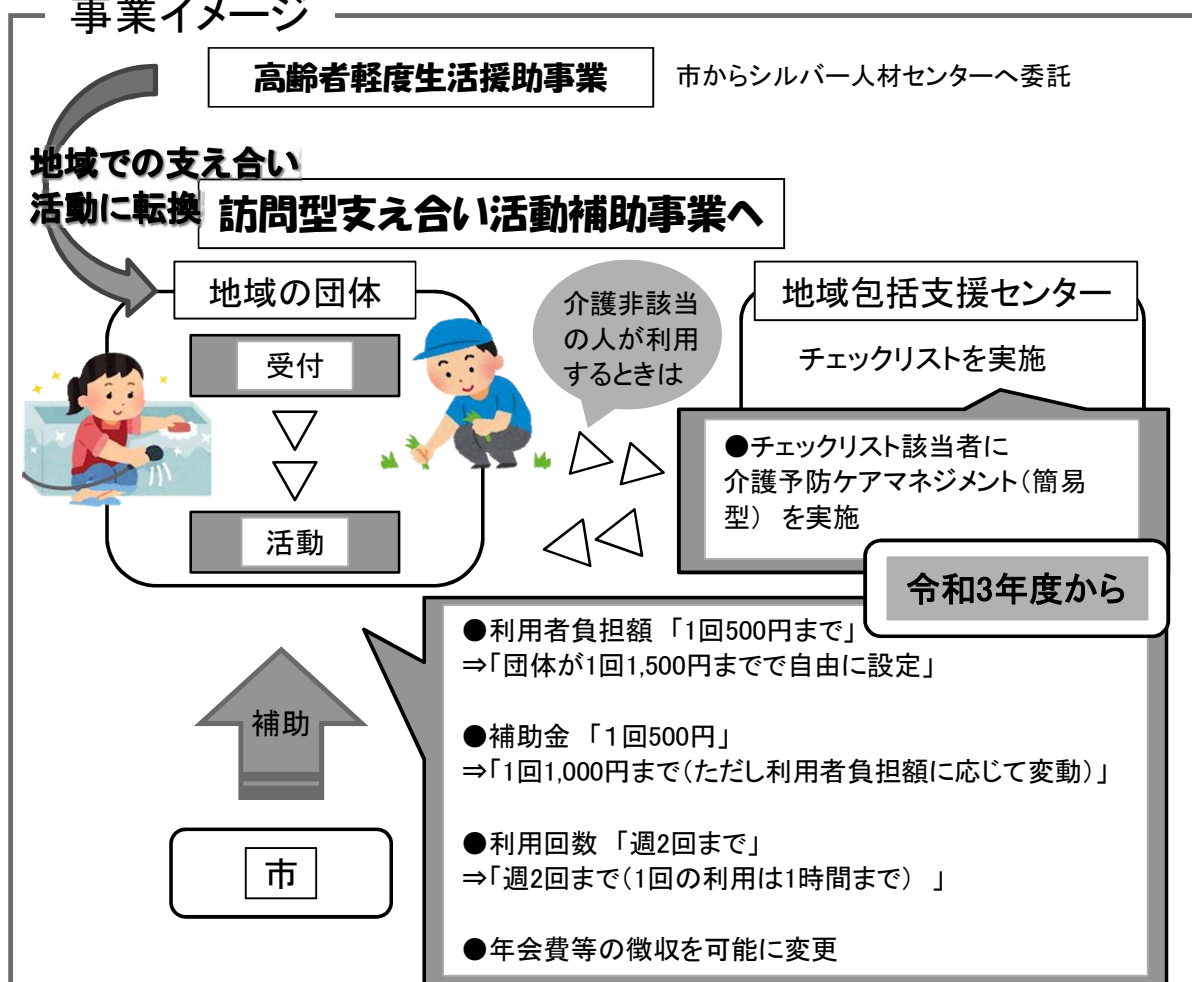 事業イメージ
高齢者軽度生活援助事業
市からシルバー人材センターへ委託
地域での支え合い
活動に転換
訪問型支え合い活動補助事業へ
地域の団体
受付
活動
介護非該当
の人が利用
するときは
地域包括支援センター
チェックリストを実施
●チェックリスト該当者に
介護予防ケアマネジメント（簡易
型） を実施
令和3年度から
●利用者負担額 「1回500円まで」
⇒「団体が1回1,500円までで自由に設定」
●補助金 「１回500円」
⇒「1回1,000円まで（ただし利用者負担額に応じて変動）」
●利用回数 「週2回まで」
⇒「週2回まで（1回の利用は1時間まで） 」
●年会費等の徴収を可能に変更
補助
市